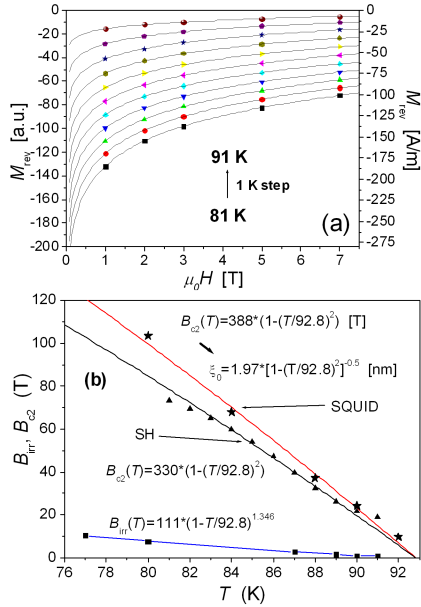 0
-20
-40
-60
-80
-100
-120
-140
-160
-180
-200
M_rev [a.u.]
0
-25
-50
-75
-100
-125
-150
-175
-200
-225
-250
-275
M_rev [A/m]
91 K
1 K step
81 K
(a)
0 1 2 3 4 5 6 7
μ₀H [T]
120
100
80
60
40
20
0
B_irr, B_c2 (T)
B_c2(T)=388*(1-(T/92.8)²) [T]
(b)
ξ₀=1.97*[1-(T/92.8)²]^-0.5 [nm]
SQUID
SH
B_c2(T)=330*(1-(T/92.8)²)
B_irr(T)=111*(1-T/92.8)^1.346
76 78 80 82 84 86 88 90 92
T (K)